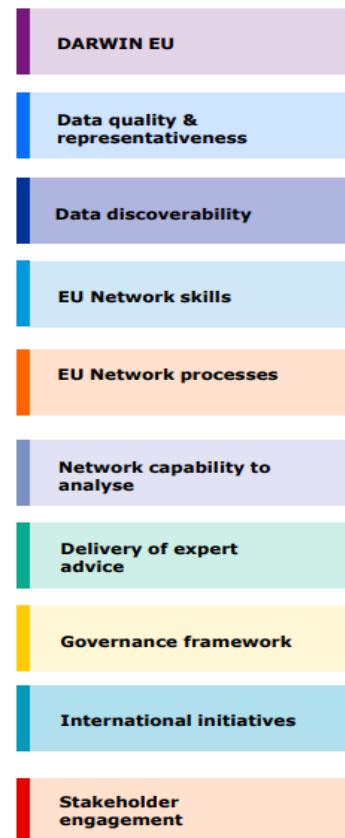 DARWIN EU
Data quality &
representativeness
Data discoverability
EU Network skills
EU Network processes
Network capability to
analyse
Delivery of expert
advice
Governance framework
International initiatives
Stakeholder
engagement